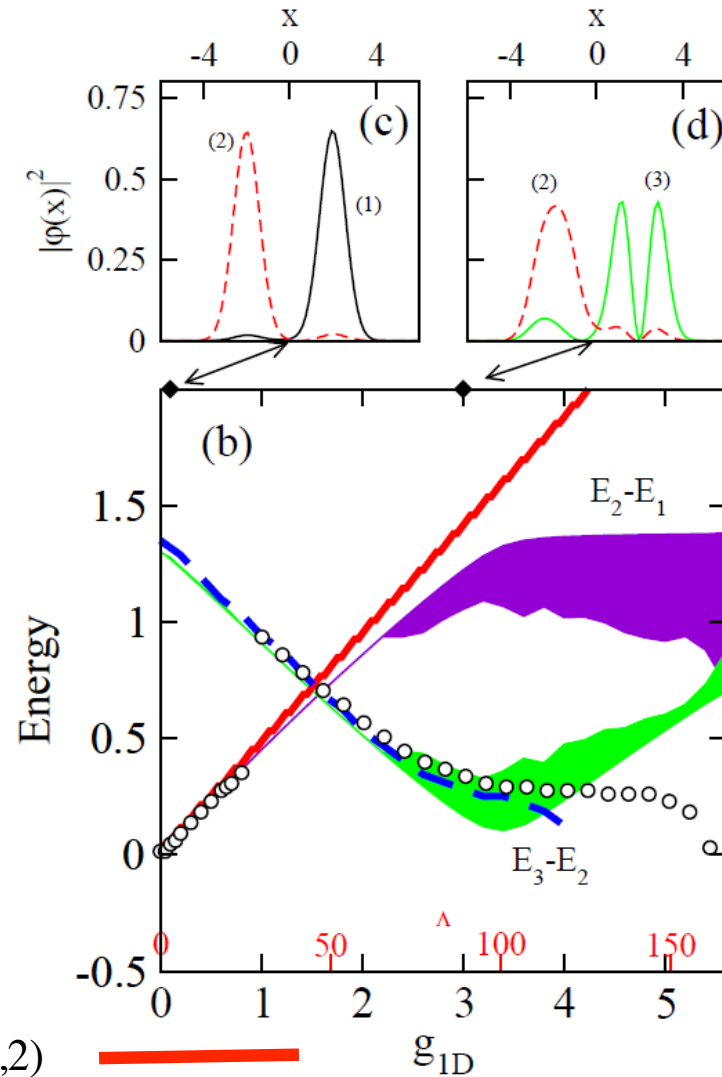 x x
-4 0 4 -4 0 4
0.75 (c) (d)
(2) (3)
0.5
(1) (2)
|φ(x)|²
0.25
0
(b)
E₂-E₁
1.5
1
Energy
0.5
0
E₃-E₂
Λ
0 50 100 150
-0.5
0 1 2 3 4 5
,2) g₁D